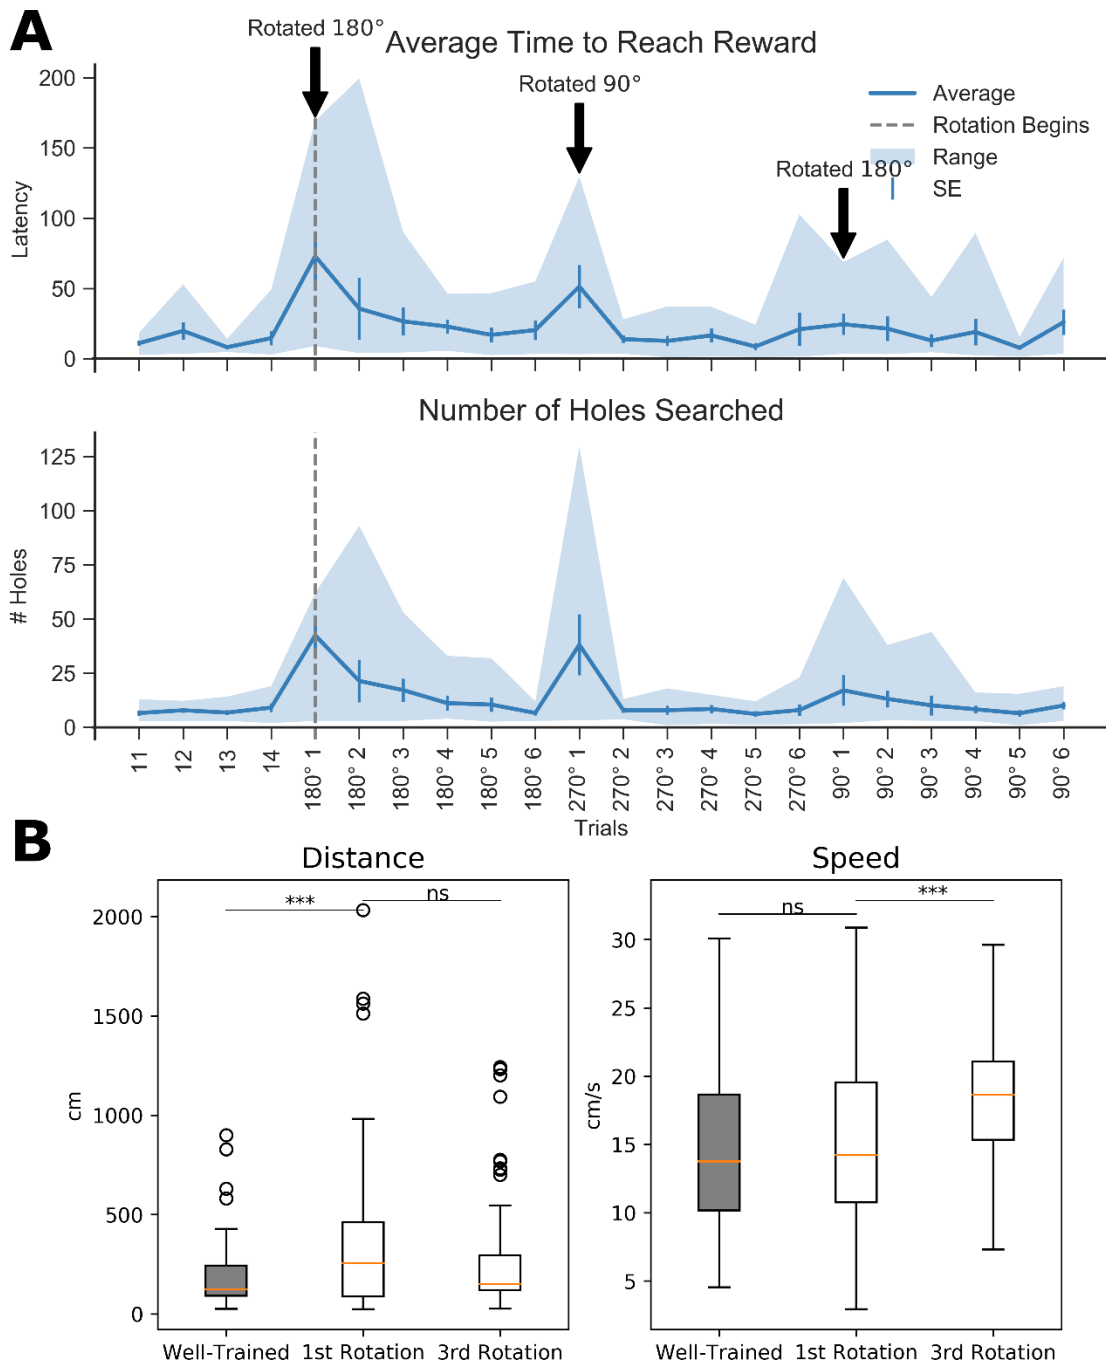 A
Rotated 180°
Average Time to Reach Reward
Rotated 90°
Rotated 180°
Average
Rotation Begins
Range
SE
Latency
200
150
100
50
0
Number of Holes Searched
# Holes
125
100
75
50
25
0
11
12
13
14
180° 1
180° 2
180° 3
180° 4
180° 5
180° 6
270° 1
270° 2
270° 3
270° 4
270° 5
270° 6
90° 1
90° 2
90° 3
90° 4
90° 5
90° 6
Trials
B
Distance
***
ns
cm
2000
1500
1000
500
0
Well-Trained
1st Rotation
3rd Rotation
Speed
ns
***
cm/s
30
25
20
15
10
5
Well-Trained
1st Rotation
3rd Rotation